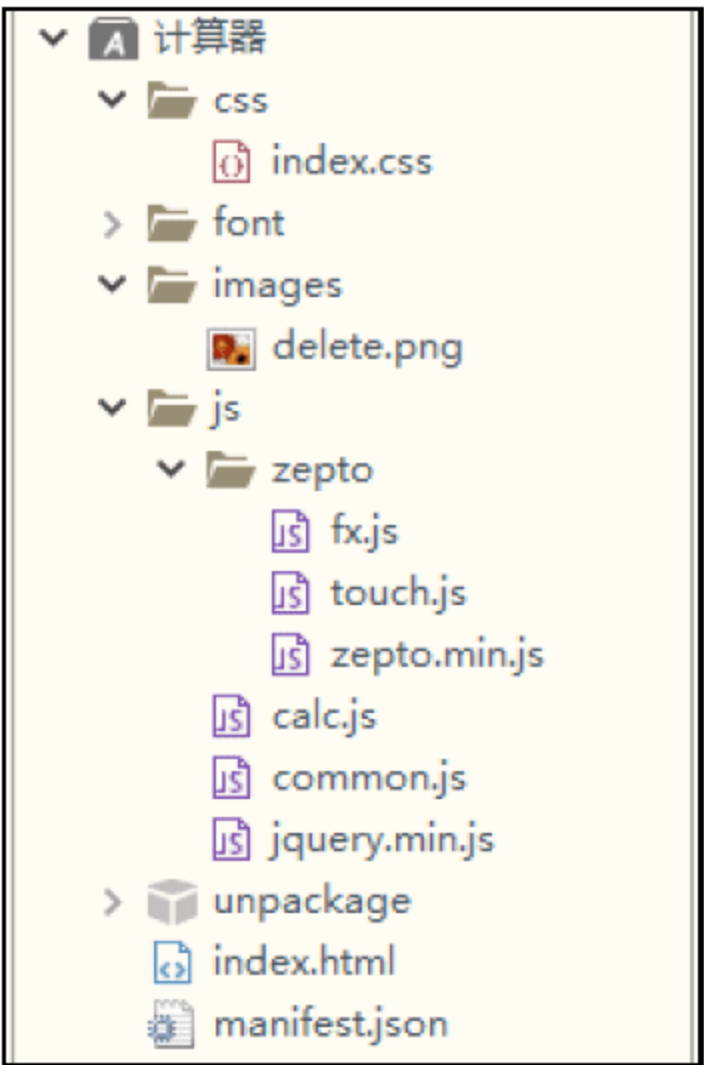 计算器
css
index.css
font
images
delete.png
js
zepto
fx.js
touch.js
zepto.min.js
calc.js
common.js
jquery.min.js
unpackage
index.html
manifest.json